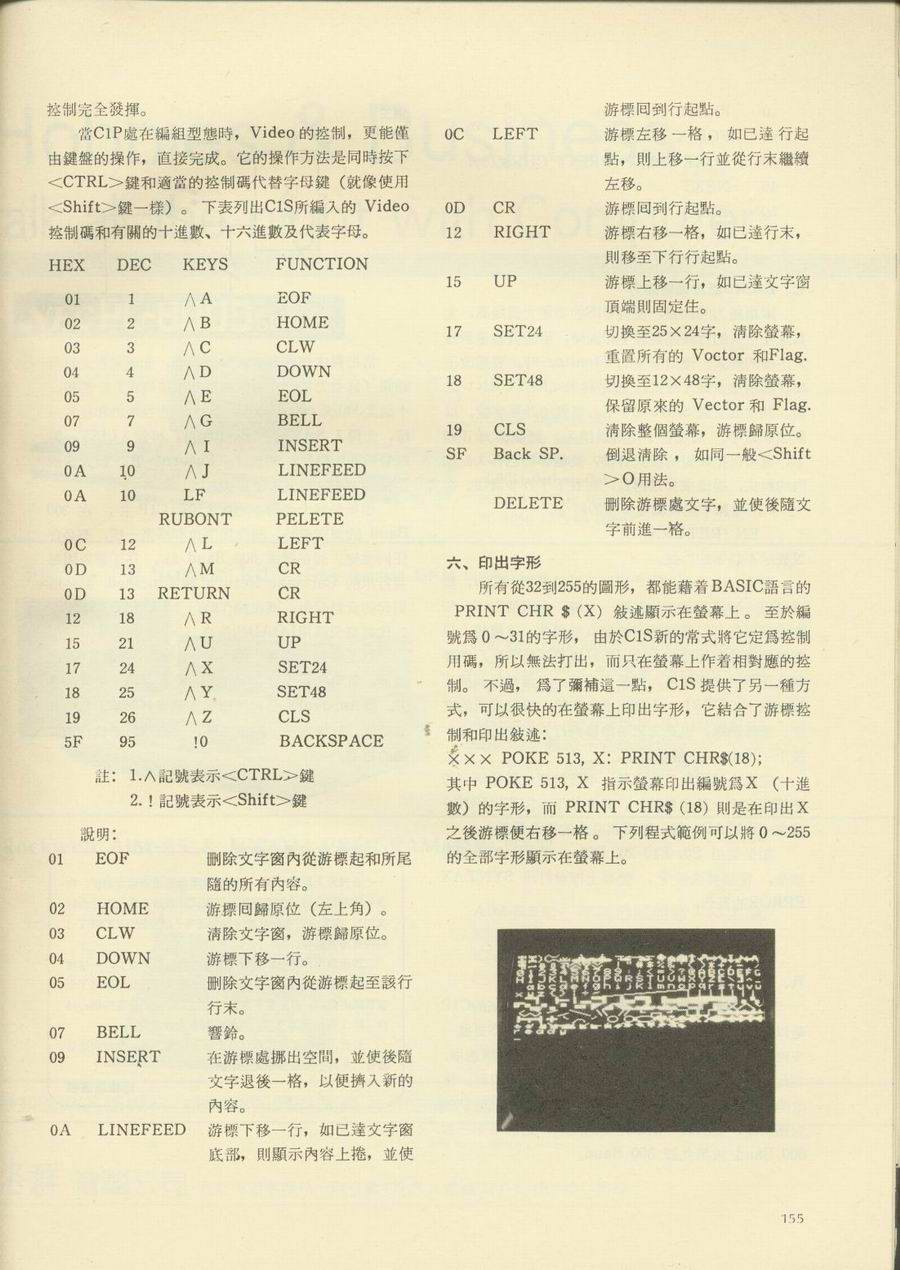 控制完全發揮。
當C1P處在編組型態時，Video 的控制，更能僅
由鍵盤的操作，直接完成。它的操作方法是同時按下
<CTRL>鍵和適當的控制碼代替字母鍵（就像使用
<Shift>鍵一樣）。 下表列出C1S所編入的 Video
控制碼和有關的十進數、十六進數及代表字母。
HEX DEC KEYS FUNCTION
01 1 ∧A EOF
02 2 ∧B HOME
03 3 ∧C CLW
04 4 ∧D DOWN
05 5 ∧E EOL
07 7 ∧G BELL
09 9 ∧I INSERT
0A 10 ∧J LINEFEED
0A 10 LF LINEFEED
RUBONT PELETE
0C 12 ∧L LEFT
0D 13 ∧M CR
0D 13 RETURN CR
12 18 ∧R RIGHT
15 21 ∧U UP
17 24 ∧X SET24
18 25 ∧Y SET48
19 26 ∧Z CLS
5F 95 !0 BACKSPACE
註：1.∧記號表示<CTRL>鍵
2.！記號表示<Shift>鍵
說明：
01 EOF 刪除文字窗內從游標起和所尾
隨的所有內容。
02 HOME 游標囘歸原位（左上角）。
03 CLW 清除文字窗，游標歸原位。
04 DOWN 游標下移一行。
05 EOL 刪除文字窗內從游標起至該行
行末。
07 BELL 響鈴。
09 INSERT 在游標處挪出空間，並使後隨
文字退後一格，以便擠入新的
內容。
0A LINEFEED 游標下移一行，如已達文字窗
底部，則顯示內容上捲，並使
游標囘到行起點。
0C LEFT 游標左移一格，如已達行起
點，則上移一行並從行末繼續
左移。
0D CR 游標囘到行起點。
12 RIGHT 游標右移一格，如已達行末，
則移至下行行起點。
15 UP 游標上移一行，如已達文字窗
頂端則固定住。
17 SET24 切換至25×24字，清除螢幕，
重置所有的 Voctor 和Flag.
18 SET48 切換至12×48字，清除螢幕，
保留原來的 Vector 和 Flag.
19 CLS 清除整個螢幕，游標歸原位。
SF Back SP. 倒退清除，如同一般<Shift
>O用法。
DELETE 刪除游標處文字，並使後隨文
字前進一格。
六、印出字形
所有從32到255的圖形，都能藉着BASIC語言的
PRINT CHR $ (X) 敍述顯示在螢幕上。 至於編
號爲 0 ～31的字形，由於C1S新的常式將它定爲控制
用碼，所以無法打出，而只在螢幕上作着相對應的控
制。 不過，爲了彌補這一點，C1S 提供了另一種方
式，可以很快的在螢幕上印出字形，它結合了游標控
制和印出敍述：
××× POKE 513, X: PRINT CHR$(18);
其中 POKE 513, X 指示螢幕印出編號爲X （十進
數）的字形，而 PRINT CHR$ (18) 則是在印出X
之後游標便右移一格。 下列程式範例可以將 0 ～255
的全部字形顯示在螢幕上。
155